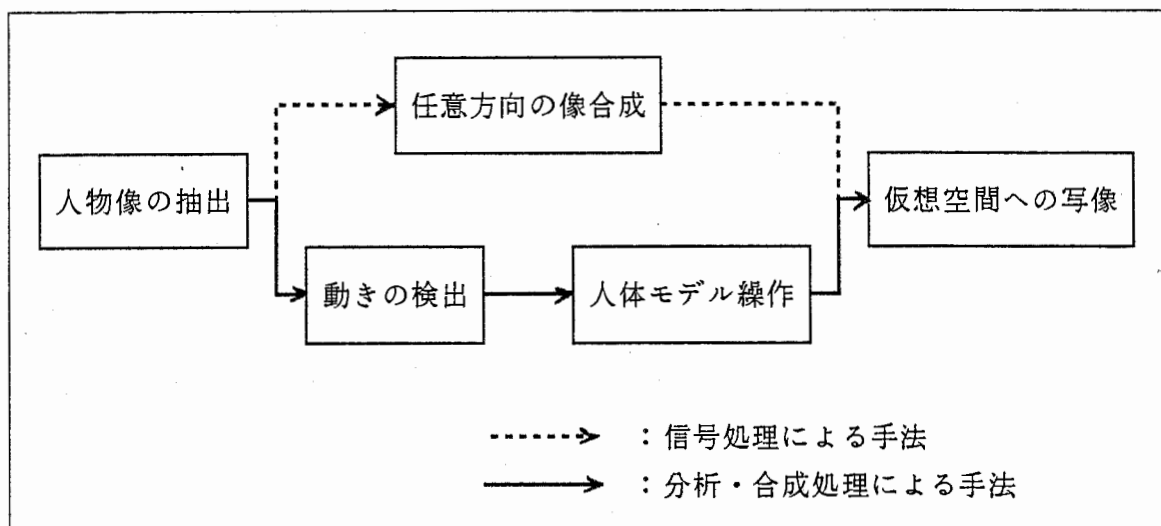 任意方向の像合成
人物像の抽出
仮想空間への写像
動きの検出
人体モデル操作
：信号処理による手法
：分析・合成処理による手法